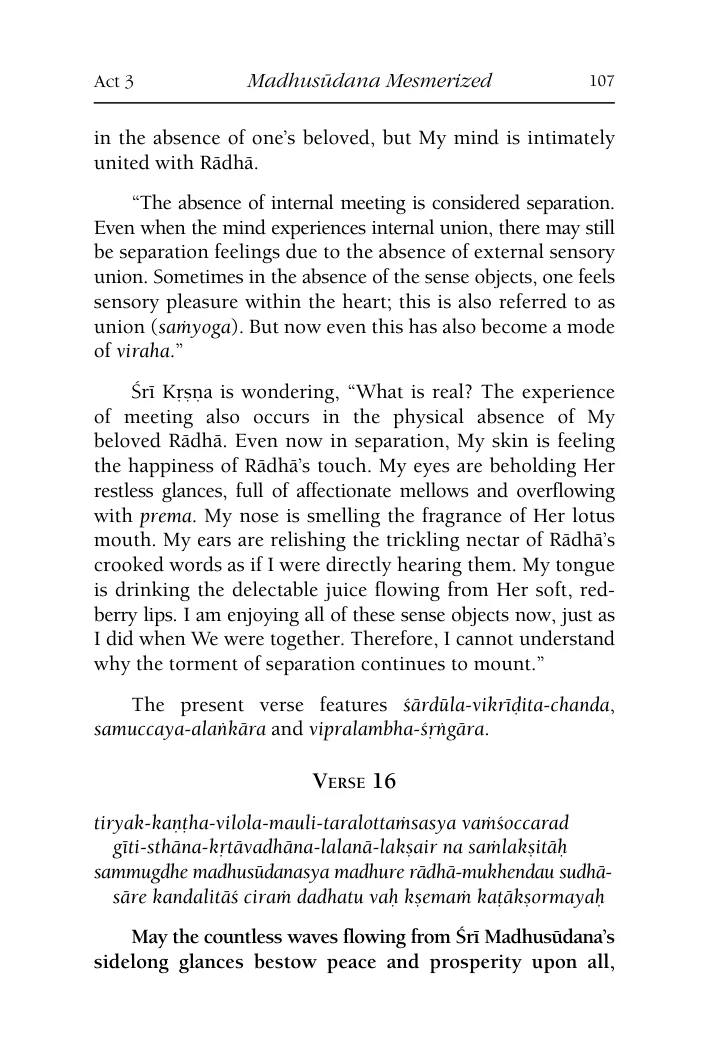 Act 3 Madhusūdana Mesmerized 107
in the absence of one’s beloved, but My mind is intimately
united with Rādhā.
“The absence of internal meeting is considered separation.
Even when the mind experiences internal union, there may still
be separation feelings due to the absence of external sensory
union. Sometimes in the absence of the sense objects, one feels
sensory pleasure within the heart; this is also referred to as
union (saṁyoga). But now even this has also become a mode
of viraha.”
Śrī Kṛṣṇa is wondering, “What is real? The experience
of meeting also occurs in the physical absence of My
beloved Rādhā. Even now in separation, My skin is feeling
the happiness of Rādhā’s touch. My eyes are beholding Her
restless glances, full of affectionate mellows and overflowing
with prema. My nose is smelling the fragrance of Her lotus
mouth. My ears are relishing the trickling nectar of Rādhā’s
crooked words as if I were directly hearing them. My tongue
is drinking the delectable juice flowing from Her soft, red-
berry lips. I am enjoying all of these sense objects now, just as
I did when We were together. Therefore, I cannot understand
why the torment of separation continues to mount.”
The present verse features śārdūla-vikrīḍita-chanda,
samuccaya-alaṅkāra and vipralambha-śṛṅgāra.
Verse 16
tiryak-kaṇṭha-vilola-mauli-taralottaṁsasya vaṁśoccarad
gīti-sthāna-kṛtāvadhāna-lalanā-lakṣair na saṁlakṣitāḥ
sammugdhe madhusūdanasya madhure rādhā-mukhendau sudhā-
sāre kandalitāś ciraṁ dadhatu vaḥ kṣemaṁ kaṭākṣormayaḥ
May the countless waves flowing from Śrī Madhusūdana’s
sidelong glances bestow peace and prosperity upon all,